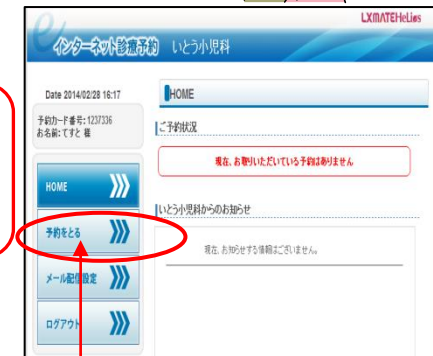 LXMATEHeLios
インターネット診療予約 いとう小児科
Date 2014/02/28 16:17
予約カード番号:1237336
お名前:てすと 様
HOME
予約をとる
メール配信設定
ログアウト
HOME
ご予約状況
現在、お取りいただいている予約はありません
いとう小児科からのお知らせ
現在、お知らせする情報はございません。